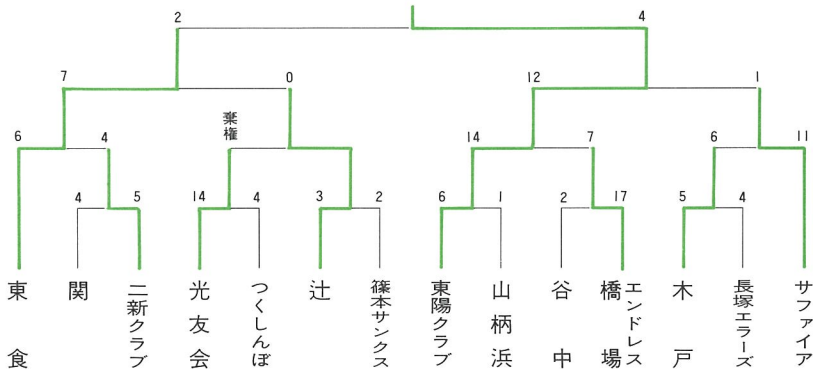 2 4
7 0 12 1
棄権
6 4 14 7 6 11
4 5 14 4 3 2 6 1 2 17 5 4
東食
関
二新クラブ
光友会
つくしんぼ
辻
篠本サンクス
東陽クラブ
山柄浜
谷中
橋場
エンドレス
木戸
長塚エラーズ
サファイア